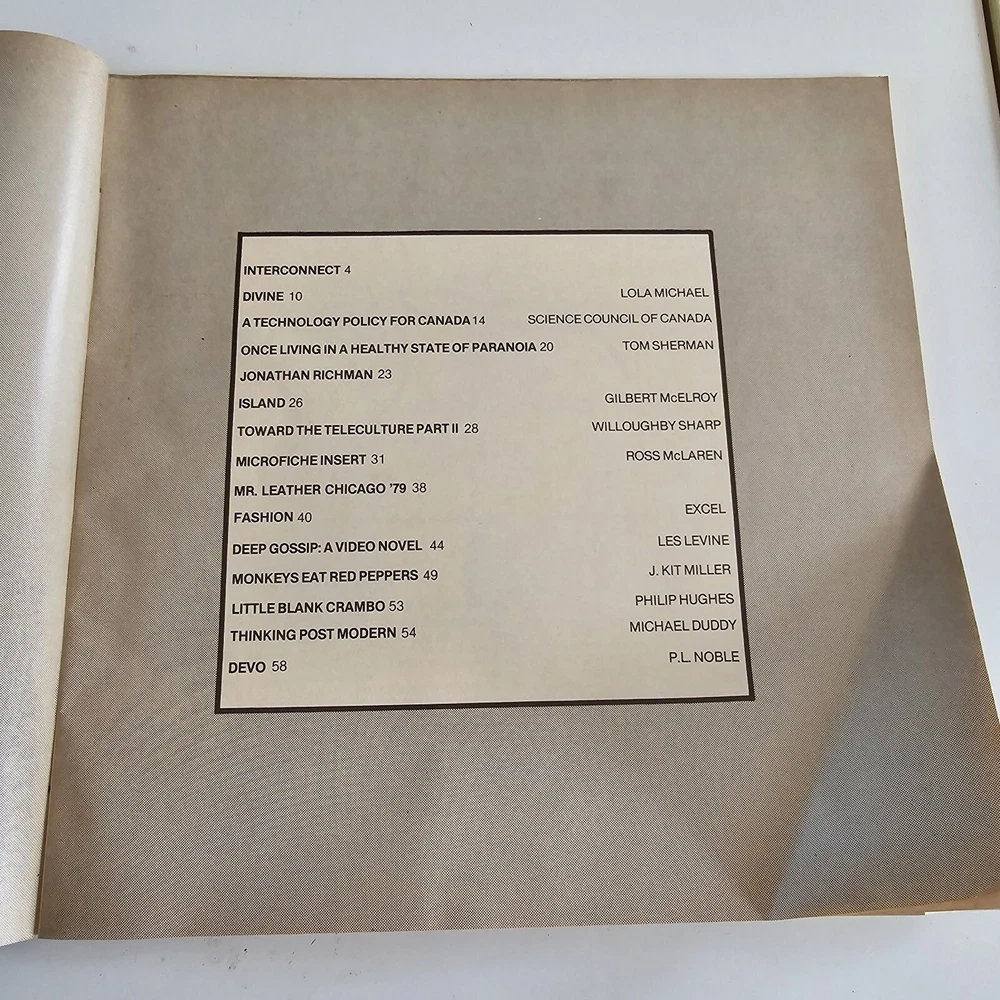 INTERCONNECT 4
DIVINE 10 LOLA MICHAEL
A TECHNOLOGY POLICY FOR CANADA 14 SCIENCE COUNCIL OF CANADA
ONCE LIVING IN A HEALTHY STATE OF PARANOIA 20 TOM SHERMAN
JONATHAN RICHMAN 23
ISLAND 26 GILBERT McELROY
TOWARD THE TELECULTURE PART II 28 WILLOUGHBY SHARP
MICROFICHE INSERT 31 ROSS McLAREN
MR. LEATHER CHICAGO '79 38
FASHION 40 EXCEL
DEEP GOSSIP: A VIDEO NOVEL 44 LES LEVINE
MONKEYS EAT RED PEPPERS 49 J. KIT MILLER
LITTLE BLANK CRAMBO 53 PHILIP HUGHES
THINKING POST MODERN 54 MICHAEL DUDDY
DEVO 58 P.L. NOBLE